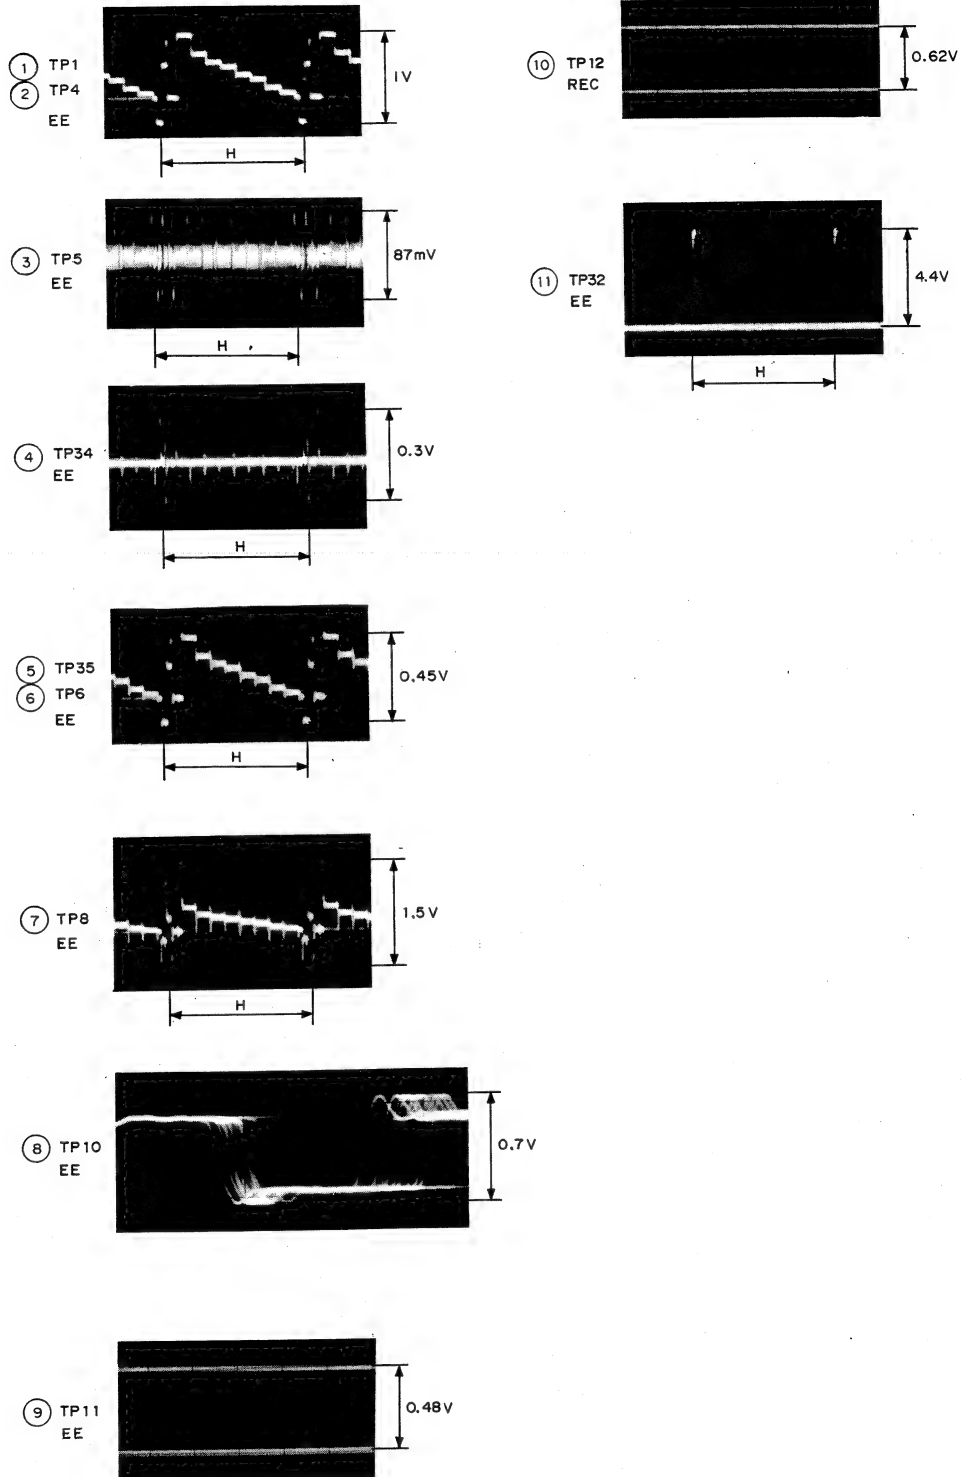 1 TP1
2 TP4
EE
1V
H
3 TP5
EE
87mV
H
4 TP34
EE
0.3V
H
5 TP35
6 TP6
EE
0.45V
H
7 TP8
EE
1.5V
H
8 TP10
EE
0.7V
9 TP11
EE
0.48V
10 TP12
REC
0.62V
11 TP32
EE
4.4V
H